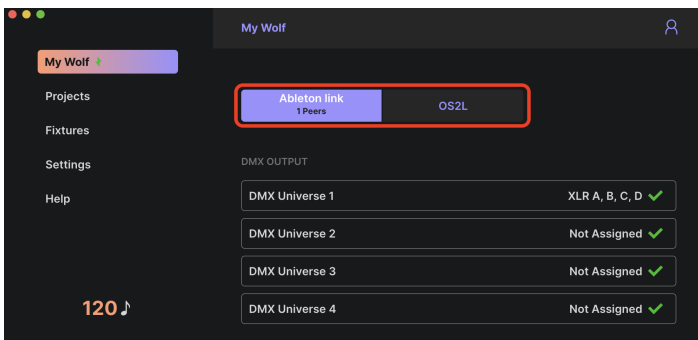 My Wolf
My Wolf
Projects
Fixtures
Settings
Help
120
Ableton link
1 Peers
OS2L
DMX OUTPUT
DMX Universe 1 XLR A, B, C, D
DMX Universe 2 Not Assigned
DMX Universe 3 Not Assigned
DMX Universe 4 Not Assigned